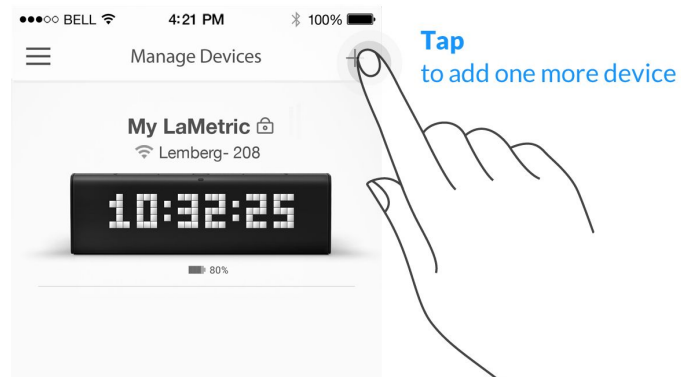 BELL 4:21 PM 100%
Manage Devices +
Tap
to add one more device
My LaMetric
Lemberg- 208
10:32:25
80%